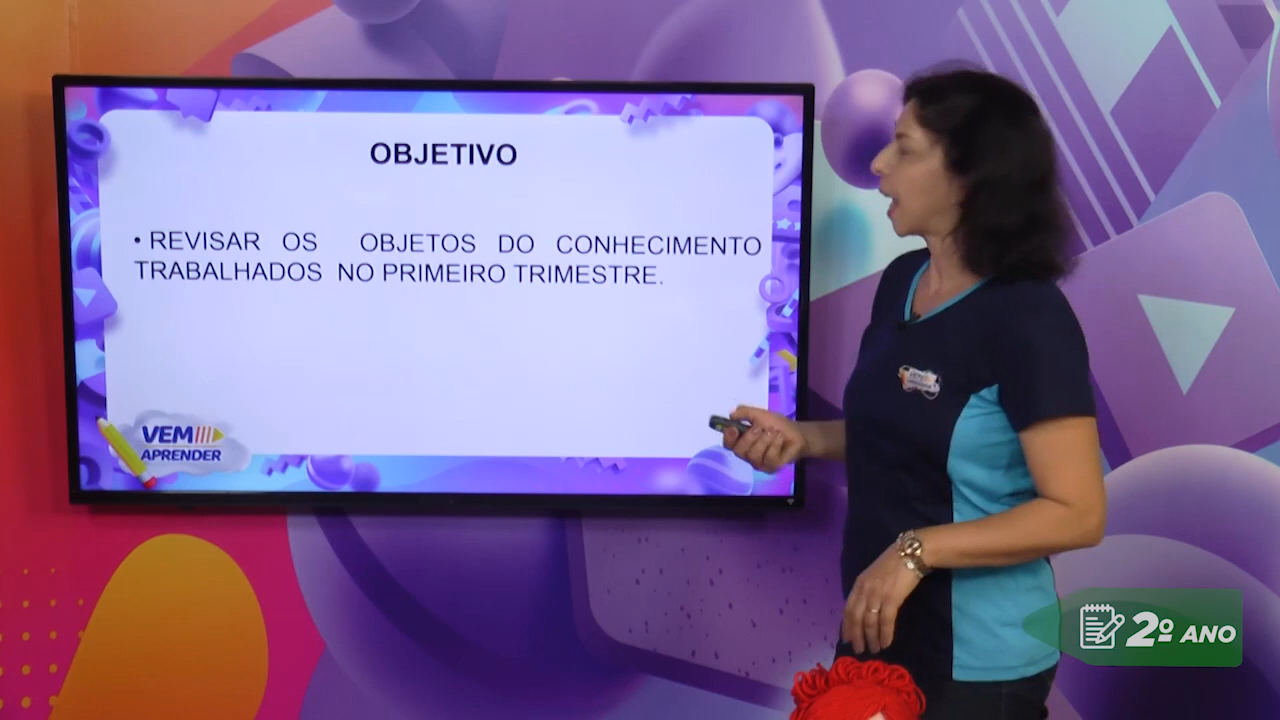 OBJETIVO
• REVISAR OS OBJETOS DO CONHECIMENTO
TRABALHADOS NO PRIMEIRO TRIMESTRE.
VEM
APRENDER
2º ANO